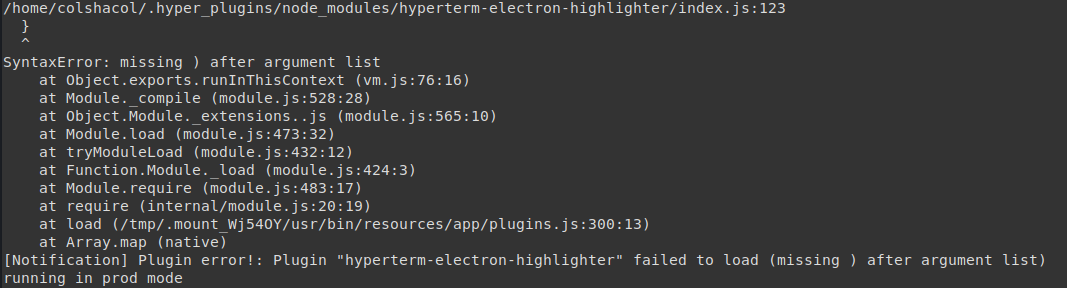 /home/colshacol/.hyper_plugins/node_modules/hyperterm-electron-highlighter/index.js:123
  }
  ^
SyntaxError: missing ) after argument list
    at Object.exports.runInThisContext (vm.js:76:16)
    at Module._compile (module.js:528:28)
    at Object.Module._extensions..js (module.js:565:10)
    at Module.load (module.js:473:32)
    at tryModuleLoad (module.js:432:12)
    at Function.Module._load (module.js:424:3)
    at Module.require (module.js:483:17)
    at require (internal/module.js:20:19)
    at load (/tmp/.mount_Wj54OY/usr/bin/resources/app/plugins.js:300:13)
    at Array.map (native)
[Notification] Plugin error!: Plugin "hyperterm-electron-highlighter" failed to load (missing ) after argument list)
running in prod mode